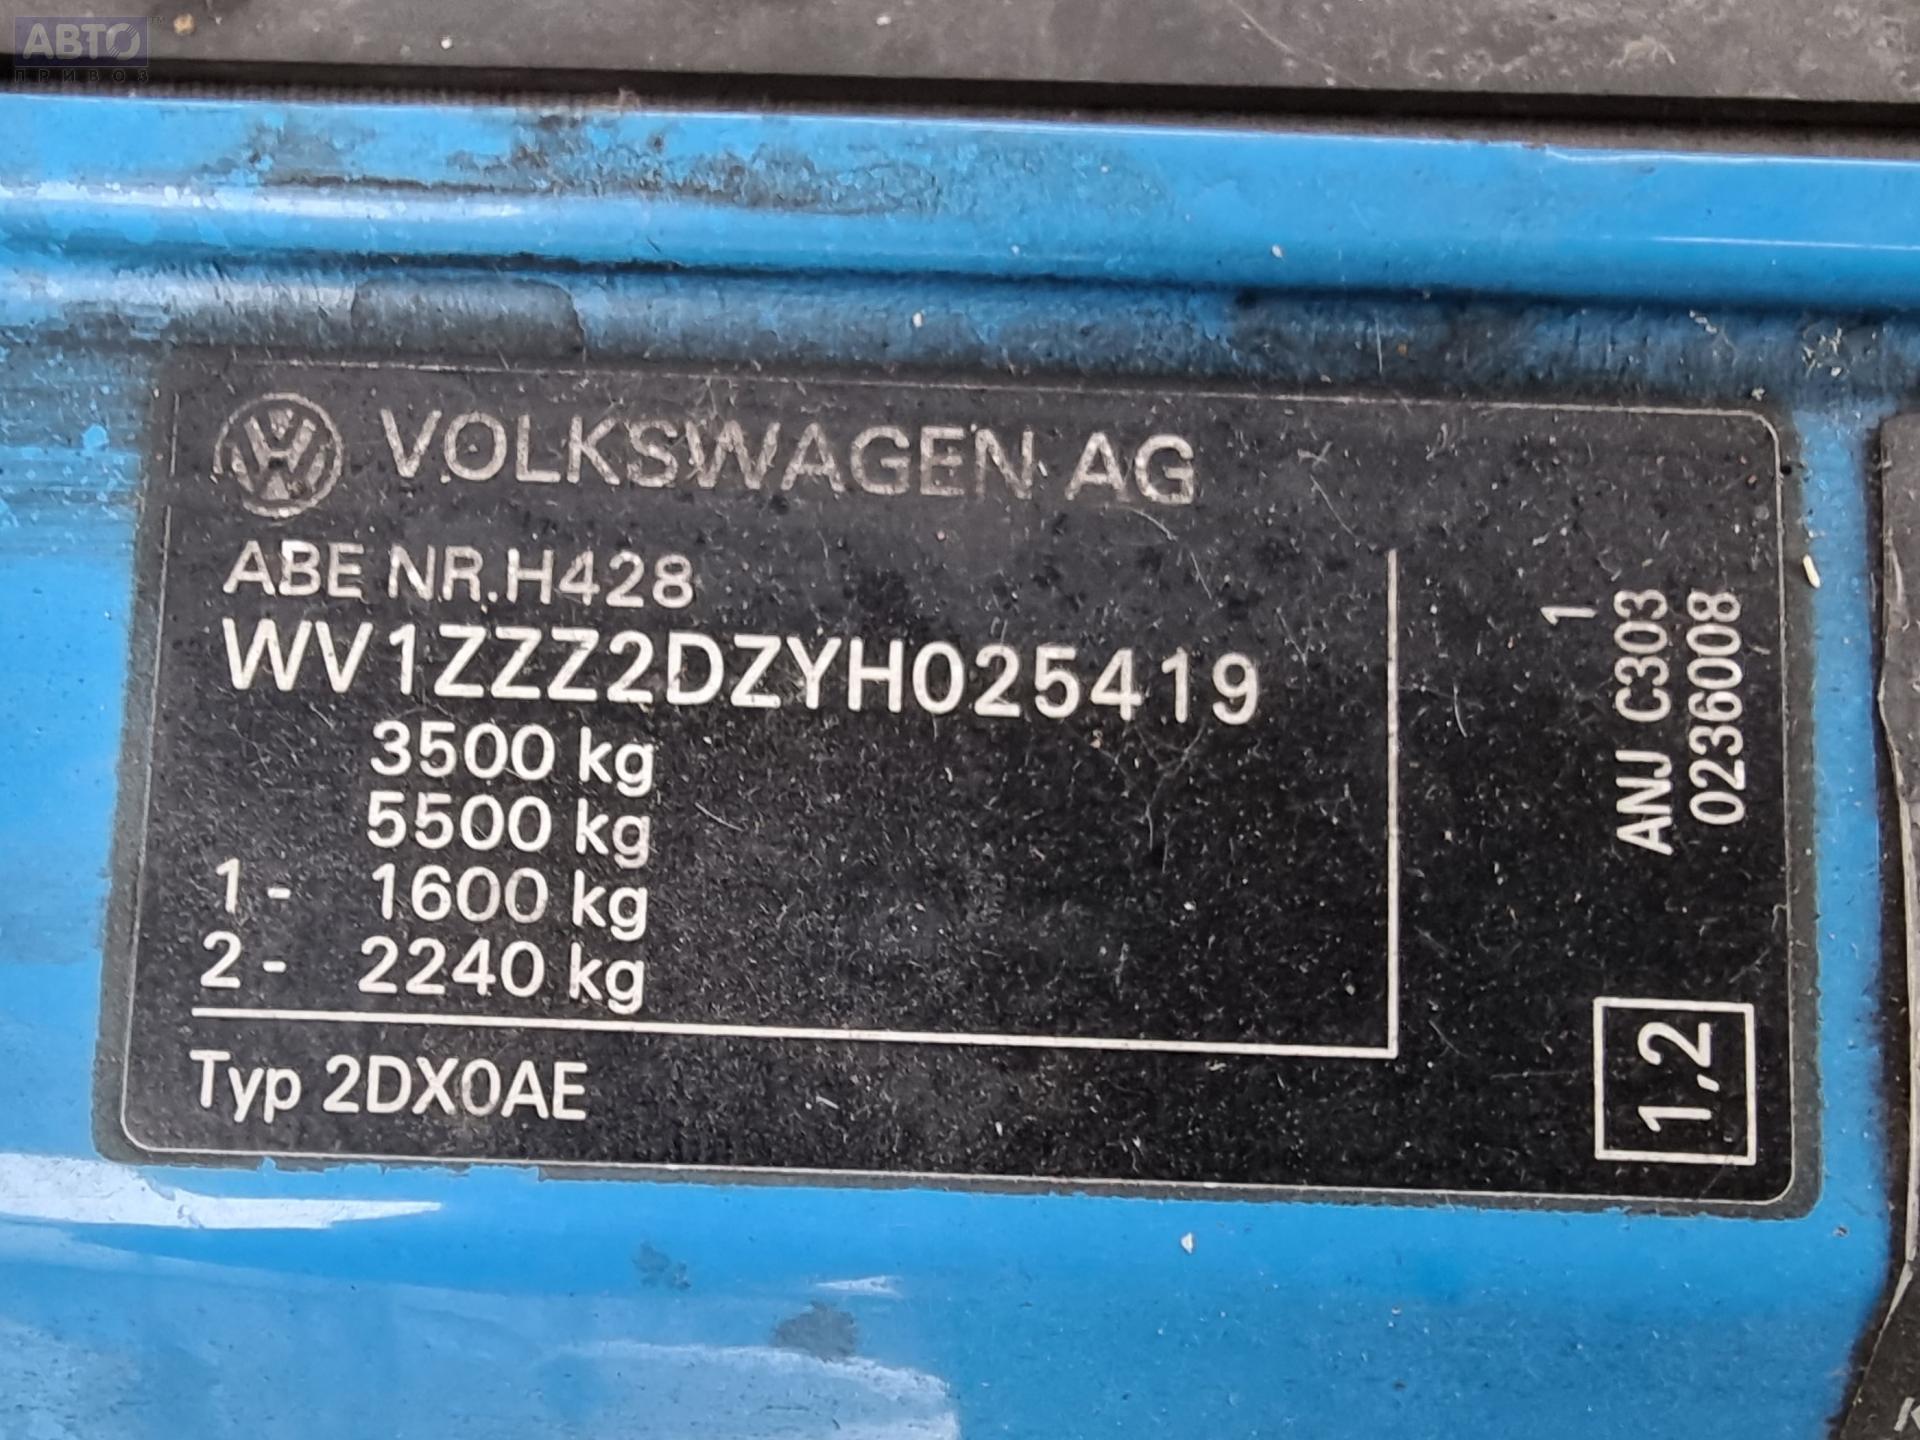 АВТО
ПРИВОЗ
VOLKSWAGEN AG
ABE NR.H428
WV1ZZZ2DZYH025419
3500 kg
5500 kg
1- 1600 kg
2- 2240 kg
Typ 2DX0AE
1
ANJ C303
0236008
1,2
K